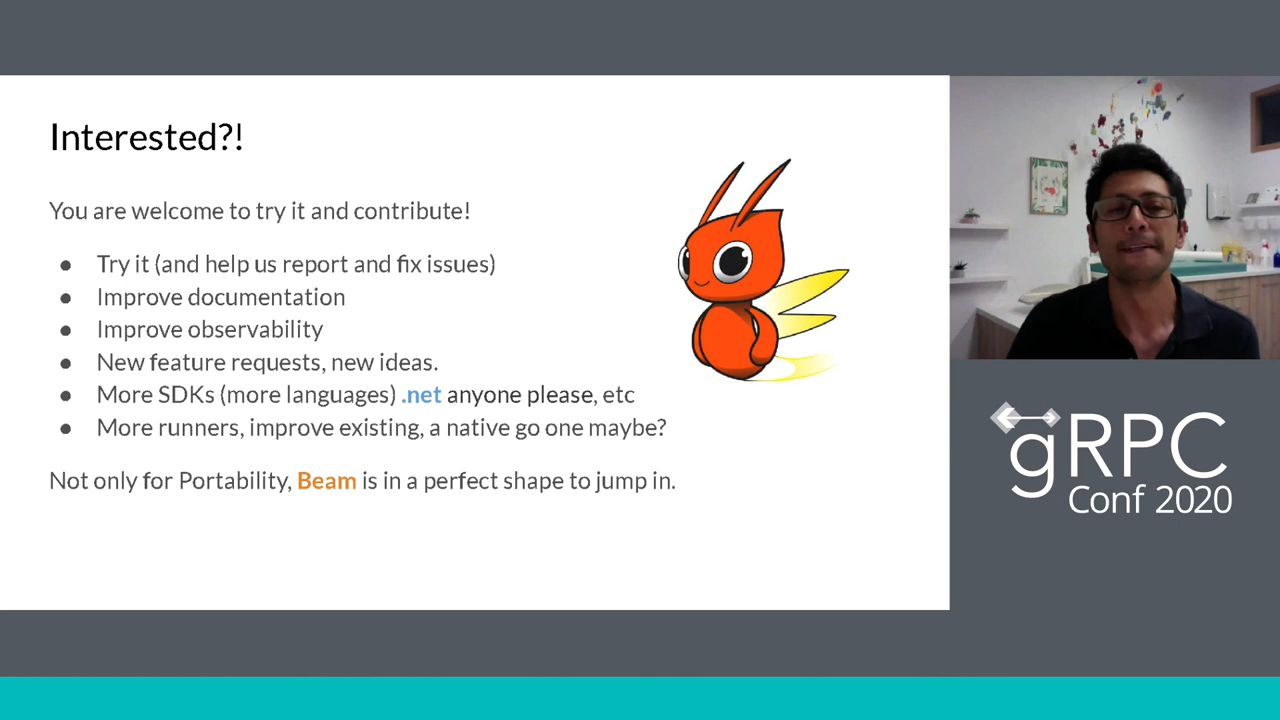 Interested?!
You are welcome to try it and contribute!
● Try it (and help us report and fix issues)
● Improve documentation
● Improve observability
● New feature requests, new ideas.
● More SDKs (more languages) .net anyone please, etc
● More runners, improve existing, a native go one maybe?
Not only for Portability, Beam is in a perfect shape to jump in.
gRPC
Conf 2020